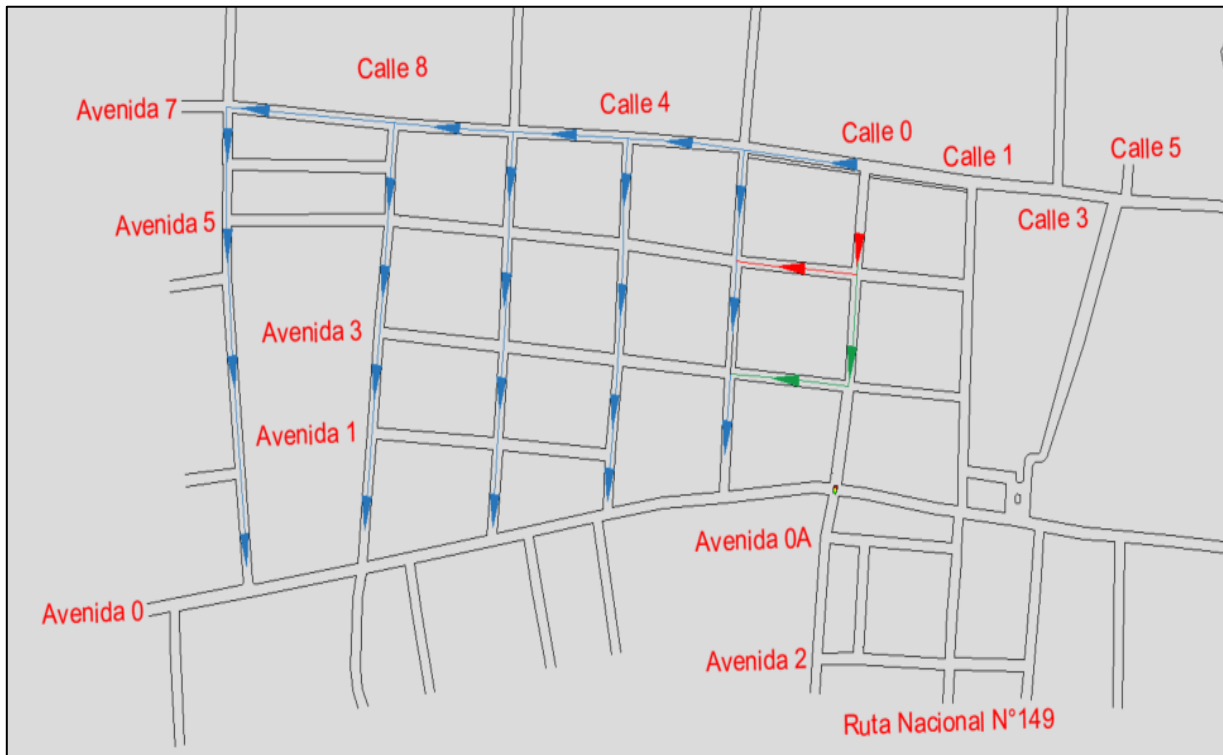 Calle 8
Avenida 7
Calle 4
Calle 0
Calle 1
Calle 5
Avenida 5
Calle 3
Avenida 3
Avenida 1
Avenida 0A
Avenida 0
Avenida 2
Ruta Nacional N°149